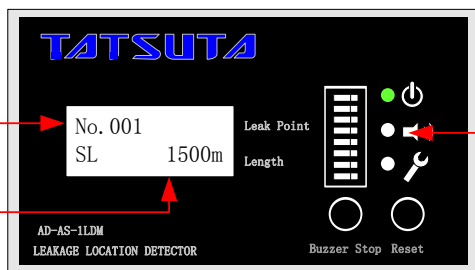 TATSUTA
No.001
SL 1500m
Leak Point
Length
AD-AS-1LDM
LEAKAGE LOCATION DETECTOR
Buzzer Stop Reset